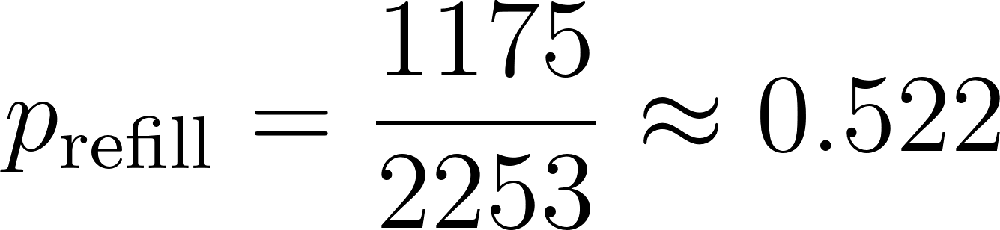 p_refill = 1175/2253 ≈ 0.522